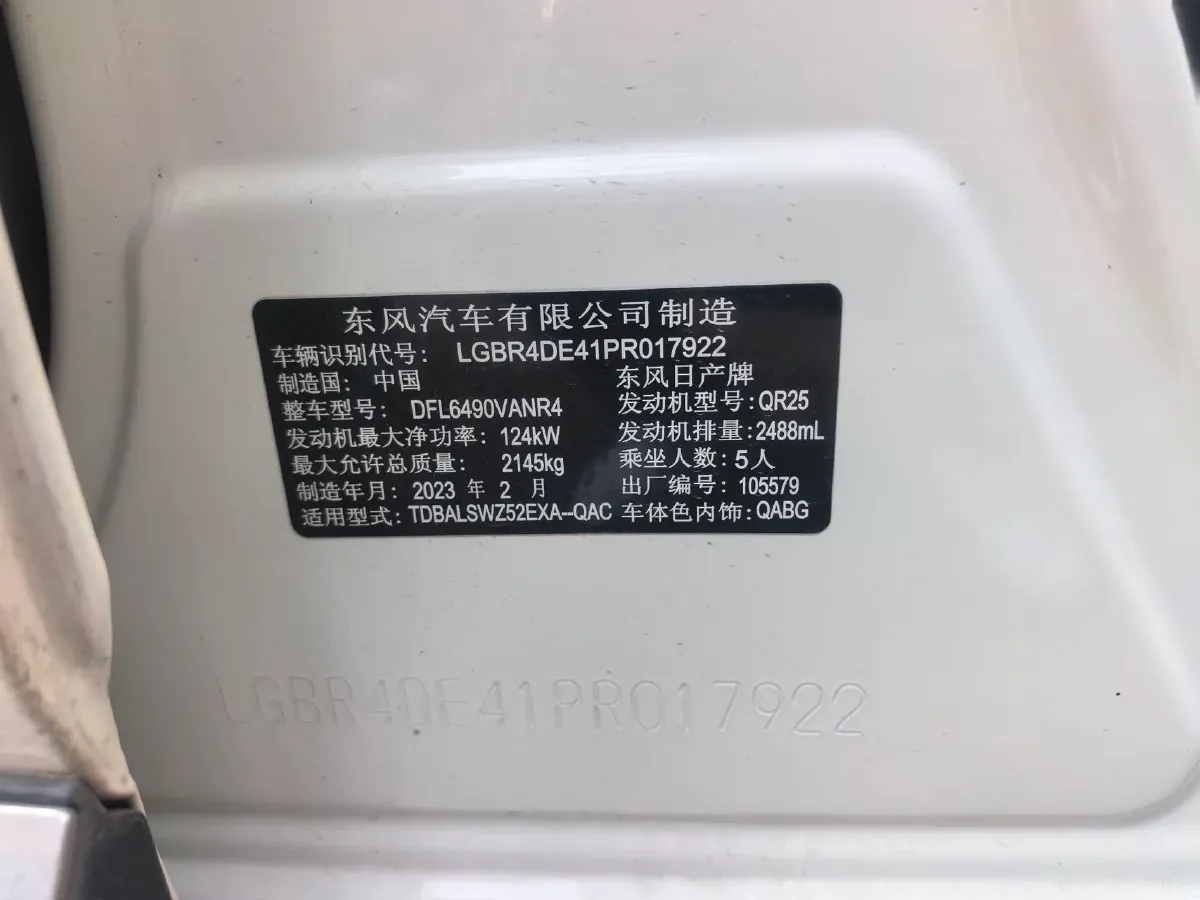 东风汽车有限公司制造
车辆识别代号: LGBR4DE41PR017922
制造国: 中国 东风日产牌
整车型号: DFL6490VANR4 发动机型号:QR25
发动机最大净功率: 124kW 发动机排量:2488mL
最大允许总质量: 2145kg 乘坐人数:5人
制造年月: 2023 年 2 月 出厂编号: 105579
适用型式: TDBALSWZ52EXA--QAC 车体色内饰:QABG
LGBR4DE41PR017922